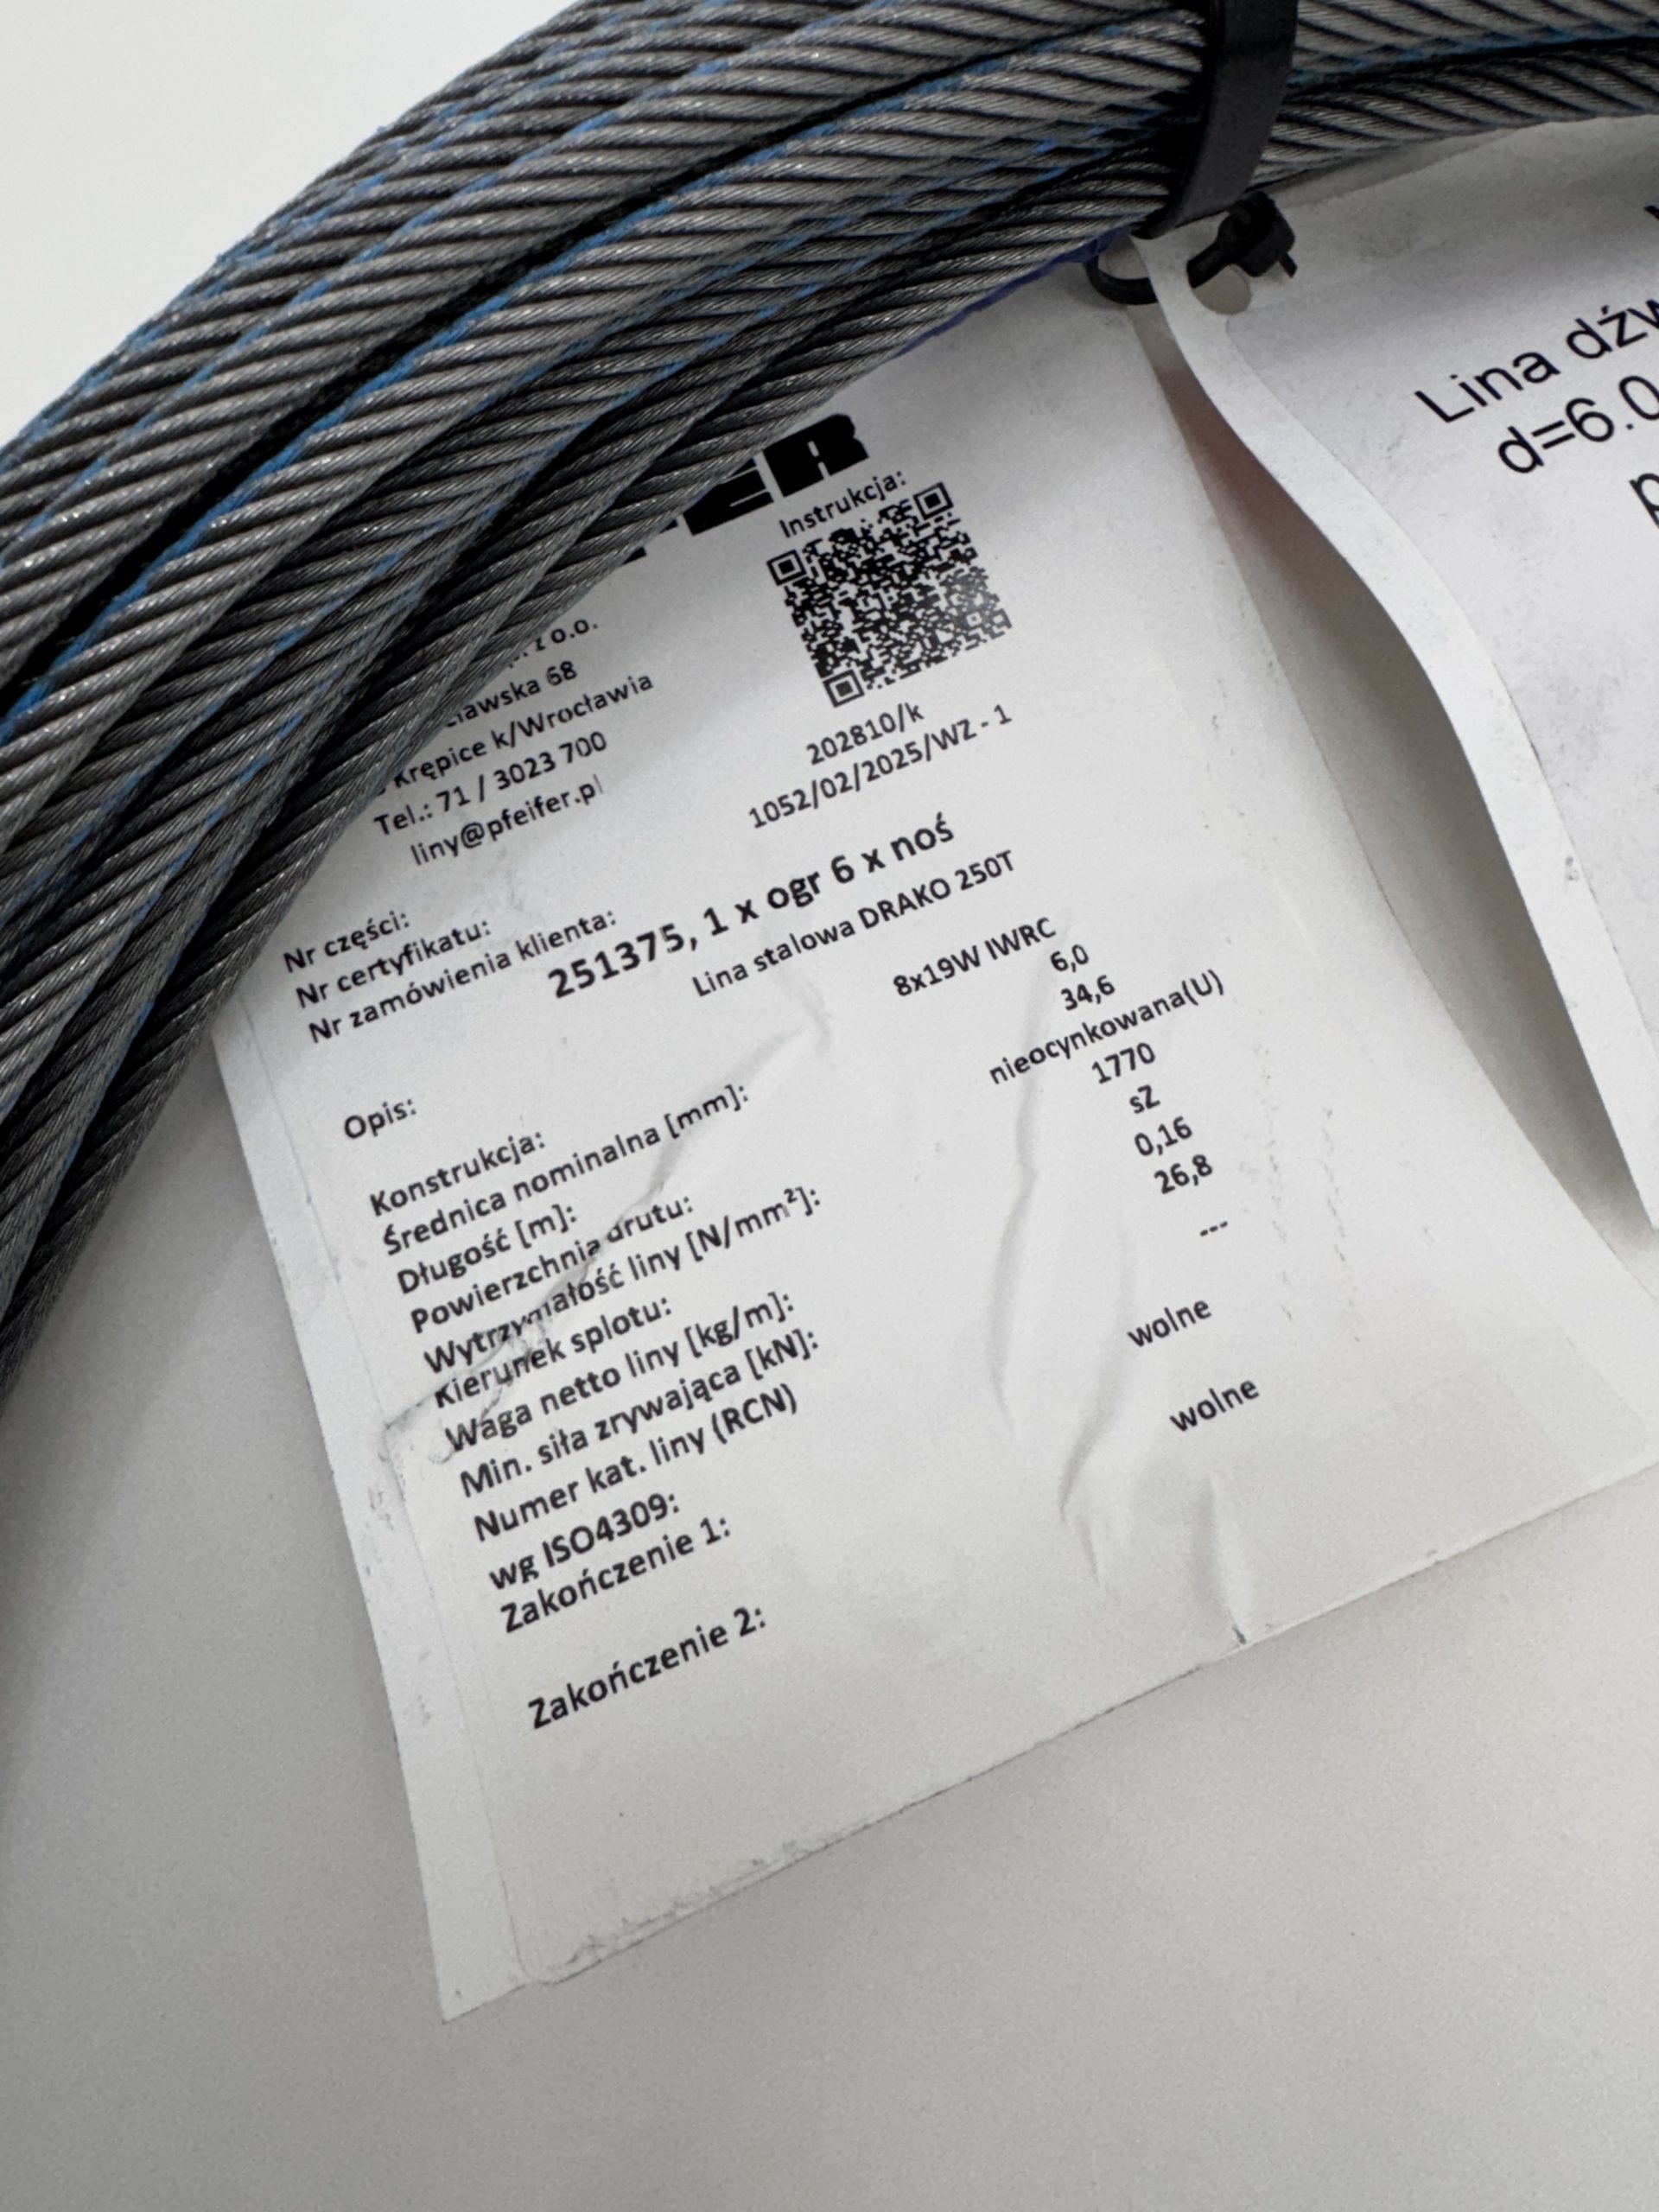 Instrukcja:
o.o.
68
Krępice k/Wrocławia
Tel.: 71 / 3023 700
liny@pfeifer.pl
Nr części: 202810/k
Nr certyfikatu: 1052/02/2025/WZ - 1
Nr zamówienia klienta:
251375, 1 x ogr 6 x noś
Opis: Lina stalowa DRAKO 250T
Konstrukcja: 8x19W IWRC
Średnica nominalna [mm]: 6,0
Długość [m]: 34,6
Powierzchnia drutu: nieocynkowana(U)
Wytrzymałość liny [N/mm²]: 1770
Kierunek splotu: sZ
Waga netto liny [kg/m]: 0,16
Min. siła zrywająca [kN]: 26,8
Numer kat. liny (RCN) ---
wg ISO4309:
Zakończenie 1: wolne
Zakończenie 2: wolne
Lina
d=6.0